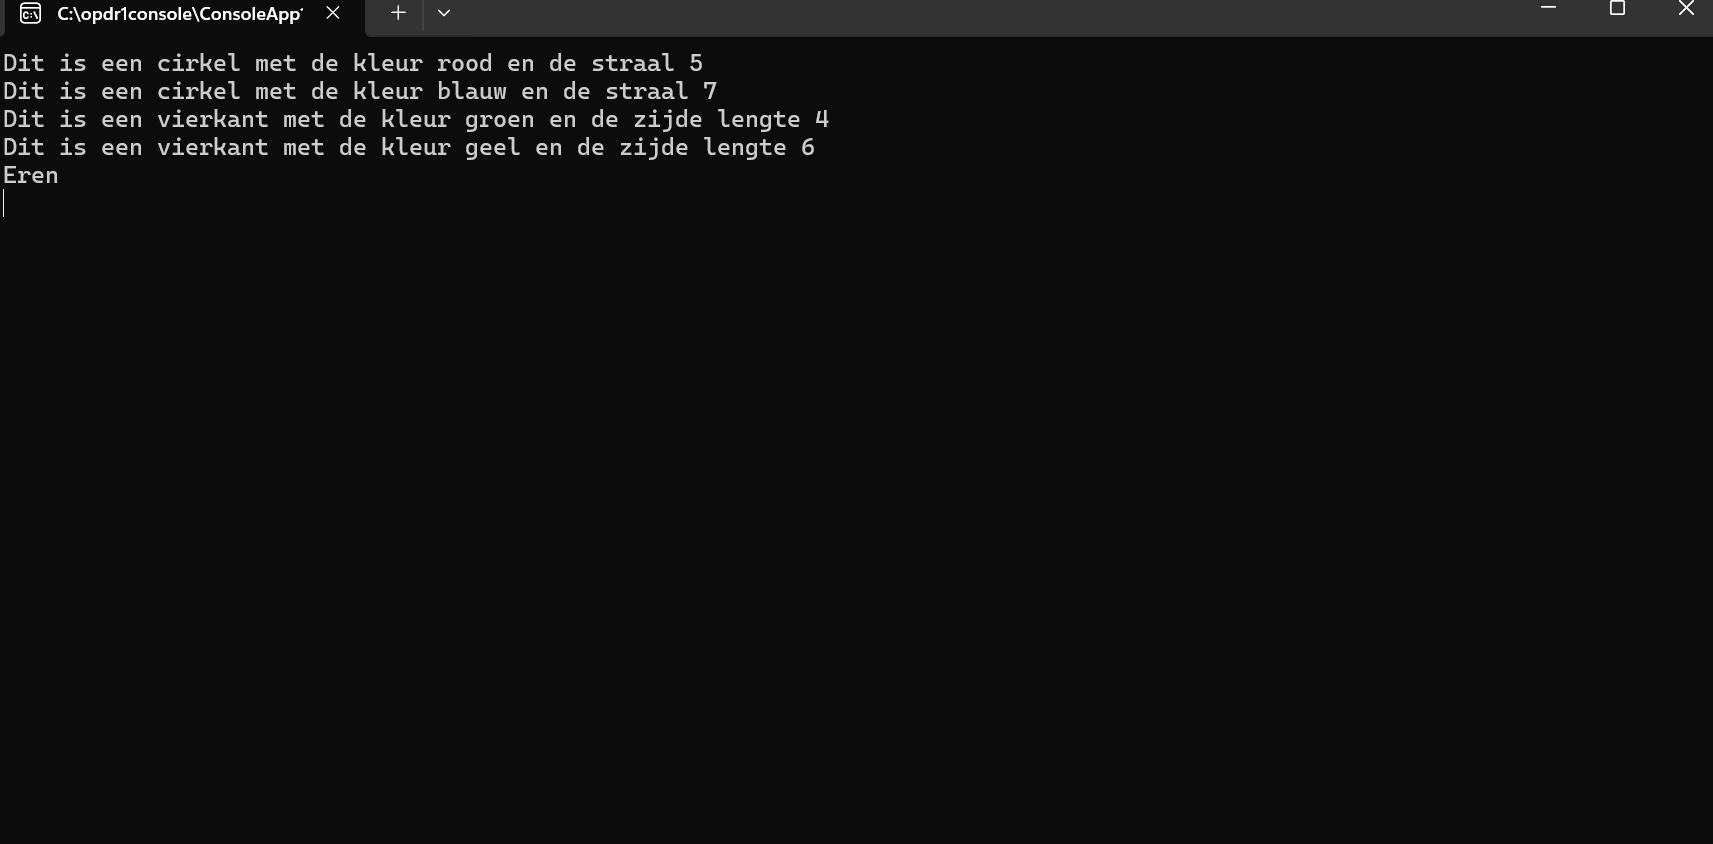 C:\opdr1console\ConsoleApp
Dit is een cirkel met de kleur rood en de straal 5
Dit is een cirkel met de kleur blauw en de straal 7
Dit is een vierkant met de kleur groen en de zijde lengte 4
Dit is een vierkant met de kleur geel en de zijde lengte 6
Eren